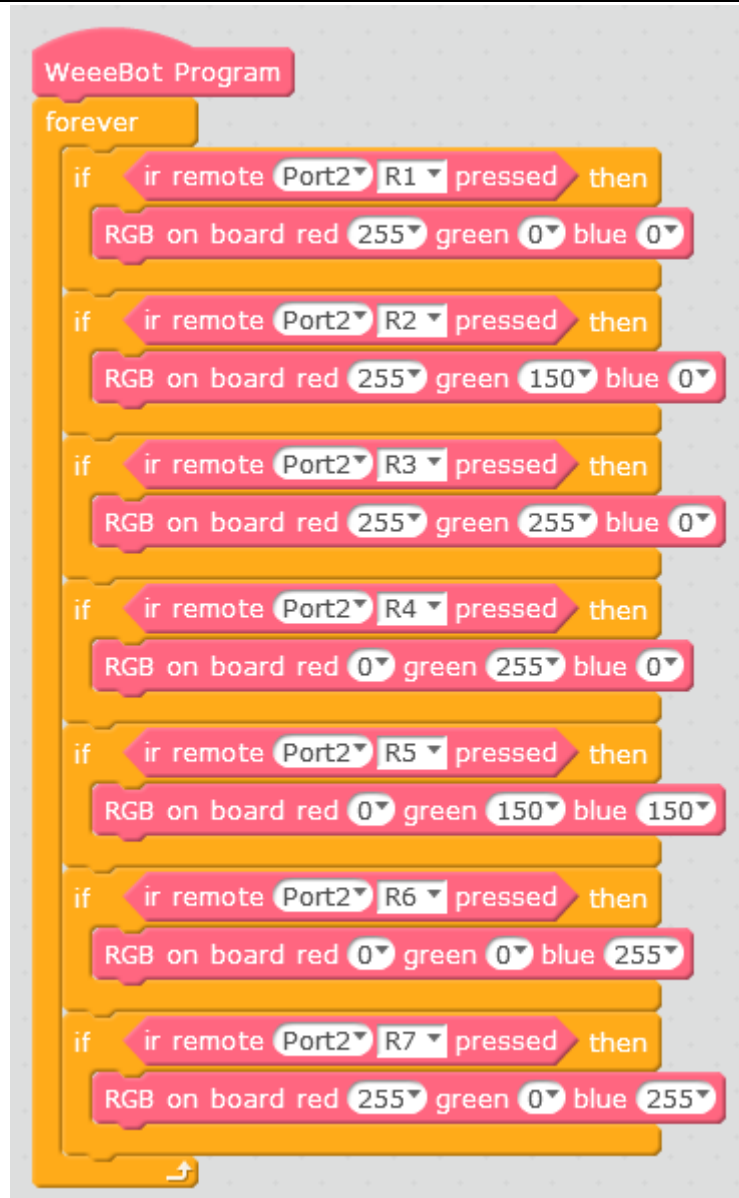 WeeeBot Program
forever
if ir remote Port2 R1 pressed then
RGB on board red 255 green 0 blue 0
if ir remote Port2 R2 pressed then
RGB on board red 255 green 150 blue 0
if ir remote Port2 R3 pressed then
RGB on board red 255 green 255 blue 0
if ir remote Port2 R4 pressed then
RGB on board red 0 green 255 blue 0
if ir remote Port2 R5 pressed then
RGB on board red 0 green 150 blue 150
if ir remote Port2 R6 pressed then
RGB on board red 0 green 0 blue 255
if ir remote Port2 R7 pressed then
RGB on board red 255 green 0 blue 255